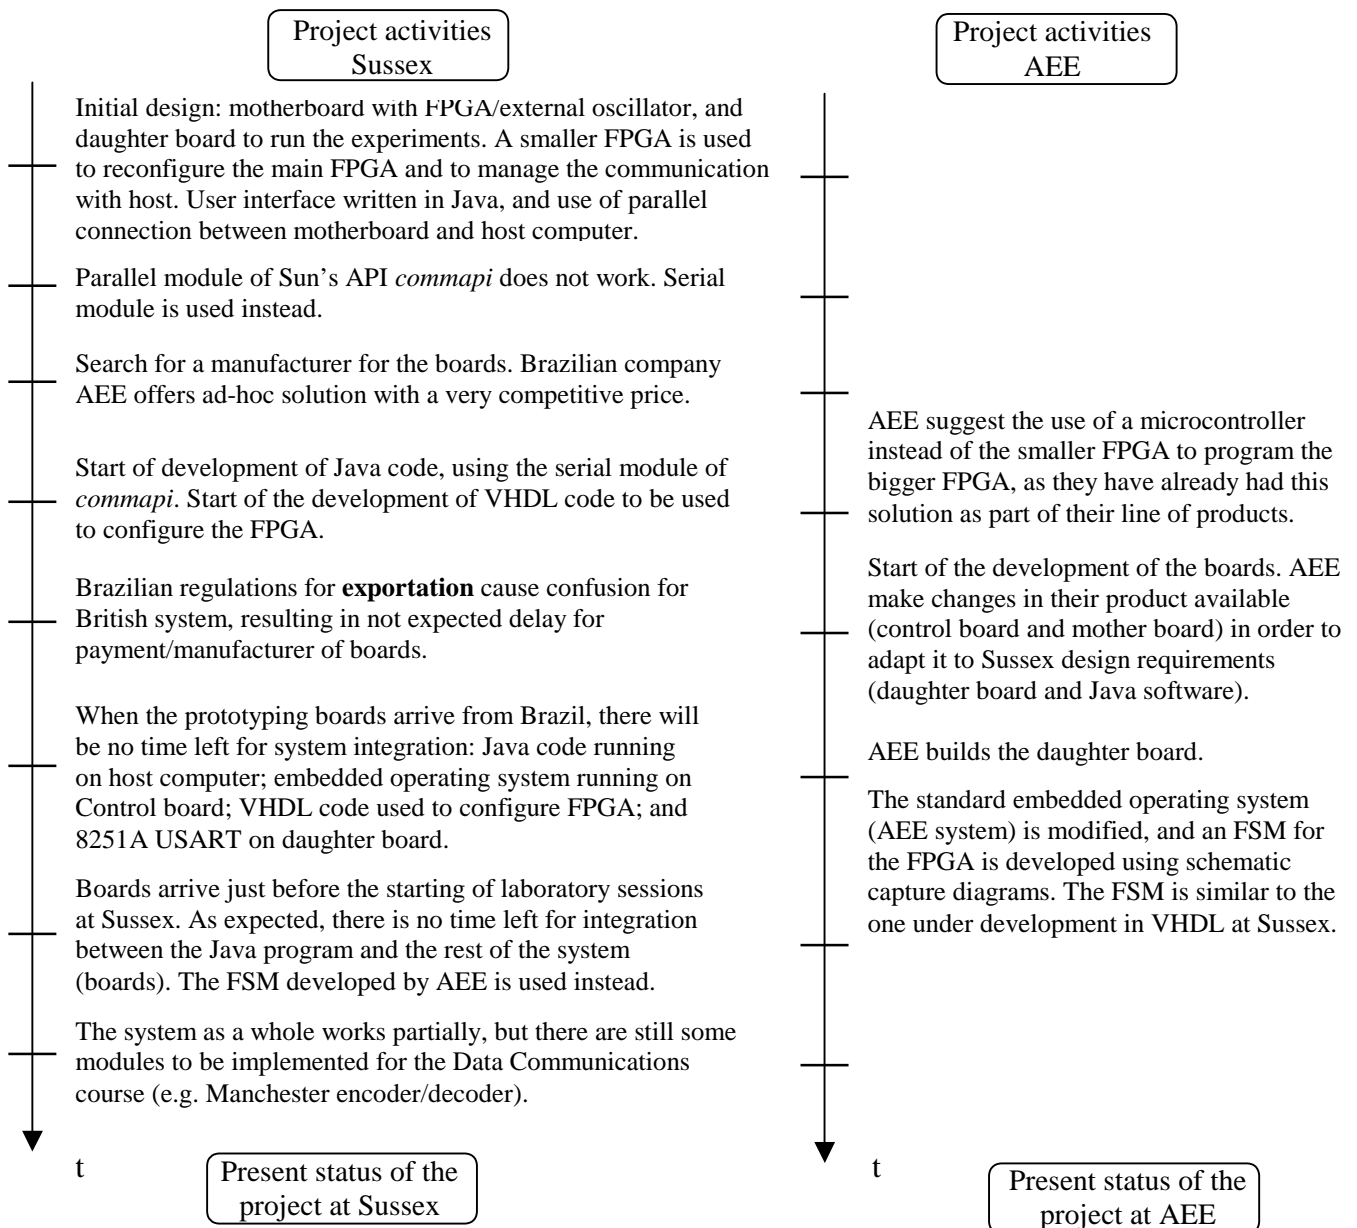 Project activities
Sussex
Initial design: motherboard with FPGA/external oscillator, and
daughter board to run the experiments. A smaller FPGA is used
to reconfigure the main FPGA and to manage the communication
with host. User interface written in Java, and use of parallel
connection between motherboard and host computer.
Parallel module of Sun’s API commapi does not work. Serial
module is used instead.
Search for a manufacturer for the boards. Brazilian company
AEE offers ad-hoc solution with a very competitive price.
Start of development of Java code, using the serial module of
commapi. Start of the development of VHDL code to be used
to configure the FPGA.
Brazilian regulations for exportation cause confusion for
British system, resulting in not expected delay for
payment/manufacturer of boards.
When the prototyping boards arrive from Brazil, there will
be no time left for system integration: Java code running
on host computer; embedded operating system running on
Control board; VHDL code used to configure FPGA; and
8251A USART on daughter board.
Boards arrive just before the starting of laboratory sessions
at Sussex. As expected, there is no time left for integration
between the Java program and the rest of the system
(boards). The FSM developed by AEE is used instead.
The system as a whole works partially, but there are still some
modules to be implemented for the Data Communications
course (e.g. Manchester encoder/decoder).
t
Present status of the
project at Sussex
Project activities
AEE
AEE suggest the use of a microcontroller
instead of the smaller FPGA to program the
bigger FPGA, as they have already had this
solution as part of their line of products.
Start of the development of the boards. AEE
make changes in their product available
(control board and mother board) in order to
adapt it to Sussex design requirements
(daughter board and Java software).
AEE builds the daughter board.
The standard embedded operating system
(AEE system) is modified, and an FSM for
the FPGA is developed using schematic
capture diagrams. The FSM is similar to the
one under development in VHDL at Sussex.
t
Present status of the
project at AEE